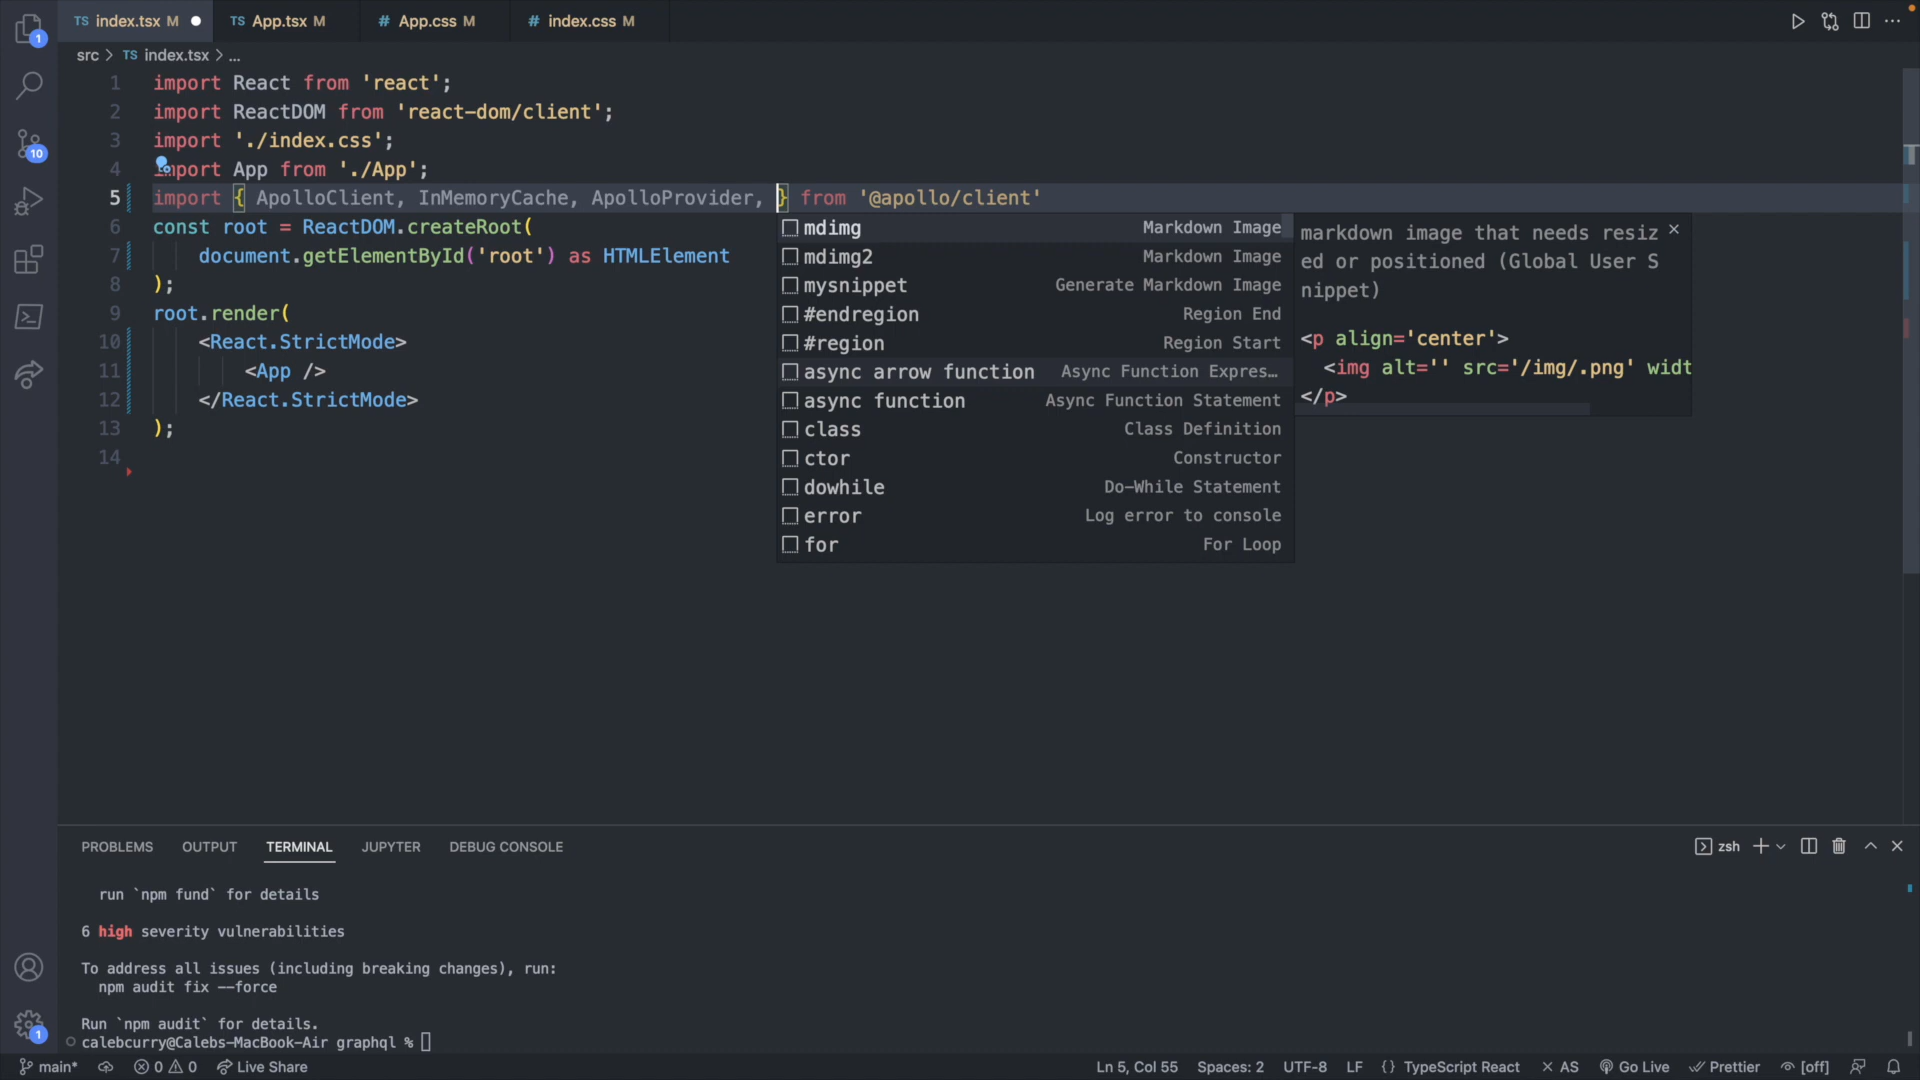 1
10
1
TS index.tsx M
TS App.tsx M
# App.css M
# index.css M
src > TS index.tsx > ...
1 import React from 'react';
2 import ReactDOM from 'react-dom/client';
3 import './index.css';
4 import App from './App';
5 import { ApolloClient, InMemoryCache, ApolloProvider, } from '@apollo/client'
6 const root = ReactDOM.createRoot(
7 document.getElementById('root') as HTMLElement
8 );
9 root.render(
10 <React.StrictMode>
11 <App />
12 </React.StrictMode>
13 );
14
mdimg Markdown Image
mdimg2 Markdown Image
mysnippet Generate Markdown Image
#endregion Region End
#region Region Start
async arrow function Async Function Expres…
async function Async Function Statement
class Class Definition
ctor Constructor
dowhile Do-While Statement
error Log error to console
for For Loop
markdown image that needs resiz
ed or positioned (Global User S
nippet)
<p align='center'>
<img alt='' src='/img/.png' widt
</p>
PROBLEMS OUTPUT TERMINAL JUPYTER DEBUG CONSOLE
zsh
run `npm fund` for details
6 high severity vulnerabilities
To address all issues (including breaking changes), run:
npm audit fix --force
Run `npm audit` for details.
calebcurry@Calebs-MacBook-Air graphql %
main* 0 0 Live Share Ln 5, Col 55 Spaces: 2 UTF-8 LF {} TypeScript React AS Go Live Prettier [off]